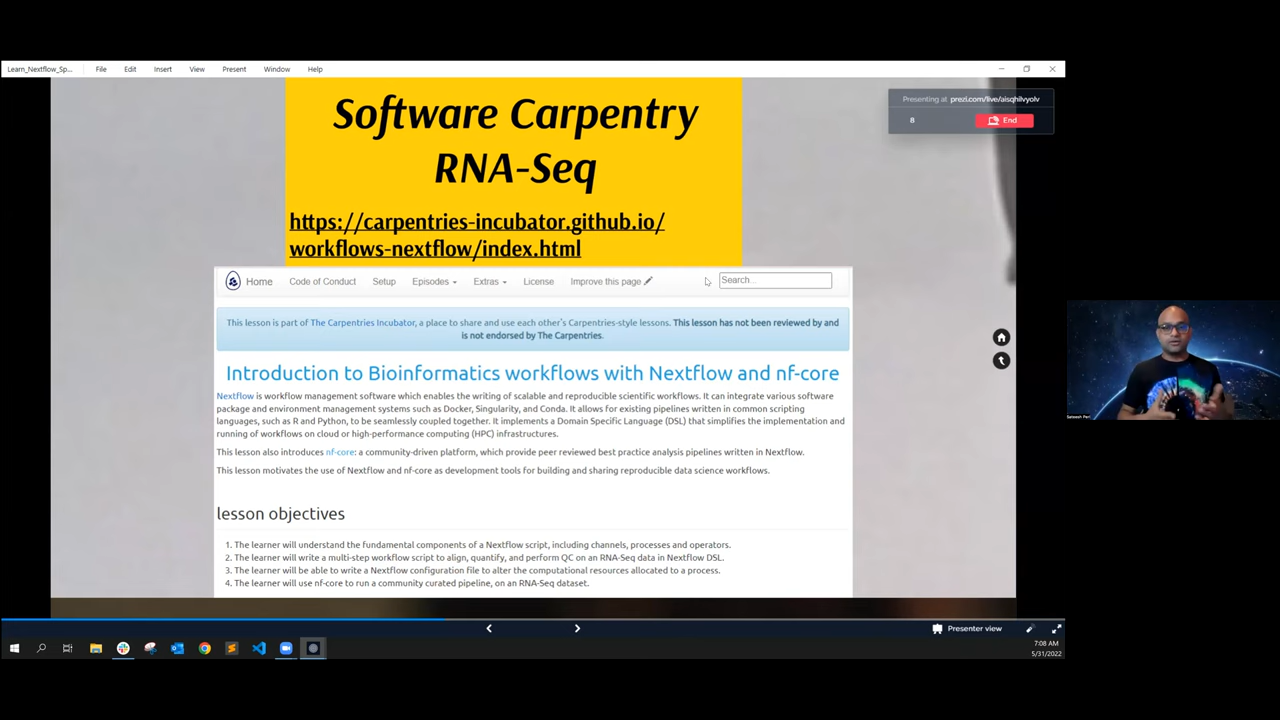 Learn_Nextflow_Sp...
File
Edit
Insert
View
Present
Window
Help
Presenting at prezi.com/live/aisqhilvyolv
8
End
Software Carpentry
RNA-Seq
https://carpentries-incubator.github.io/
workflows-nextflow/index.html
Home
Code of Conduct
Setup
Episodes
Extras
License
Improve this page
Search...
This lesson is part of The Carpentries Incubator, a place to share and use each other's Carpentries-style lessons. This lesson has not been reviewed by and
is not endorsed by The Carpentries.
Introduction to Bioinformatics workflows with Nextflow and nf-core
Nextflow is workflow management software which enables the writing of scalable and reproducible scientific workflows. It can integrate various software
package and environment management systems such as Docker, Singularity, and Conda. It allows for existing pipelines written in common scripting
languages, such as R and Python, to be seamlessly coupled together. It implements a Domain Specific Language (DSL) that simplifies the implementation and
running of workflows on cloud or high-performance computing (HPC) infrastructures.
This lesson also introduces nf-core: a community-driven platform, which provide peer reviewed best practice analysis pipelines written in Nextflow.
This lesson motivates the use of Nextflow and nf-core as development tools for building and sharing reproducible data science workflows.
lesson objectives
1. The learner will understand the fundamental components of a Nextflow script, including channels, processes and operators.
2. The learner will write a multi-step workflow script to align, quantify, and perform QC on an RNA-Seq data in Nextflow DSL.
3. The learner will be able to write a Nextflow configuration file to alter the computational resources allocated to a process.
4. The learner will use nf-core to run a community curated pipeline, on an RNA-Seq dataset.
Sateesh Peri
Presenter view
7:08 AM
5/31/2022